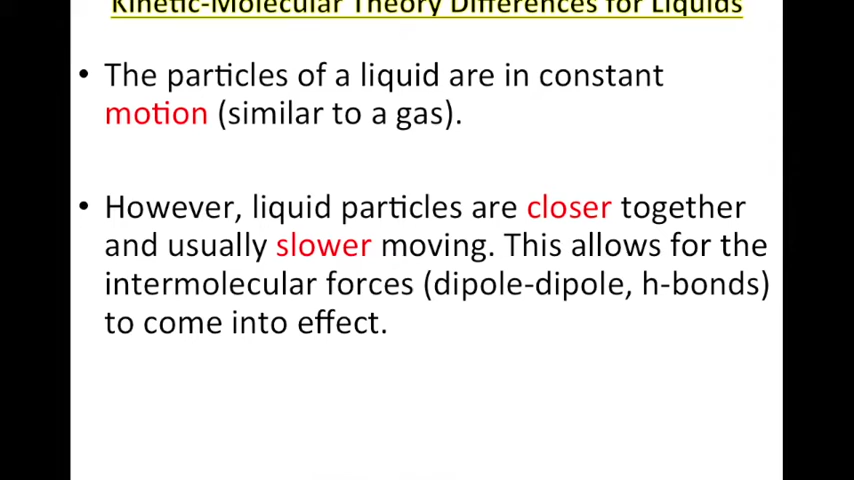 Kinetic-Molecular Theory Differences for Liquids
• The particles of a liquid are in constant
motion (similar to a gas).
• However, liquid particles are closer together
and usually slower moving. This allows for the
intermolecular forces (dipole-dipole, h-bonds)
to come into effect.